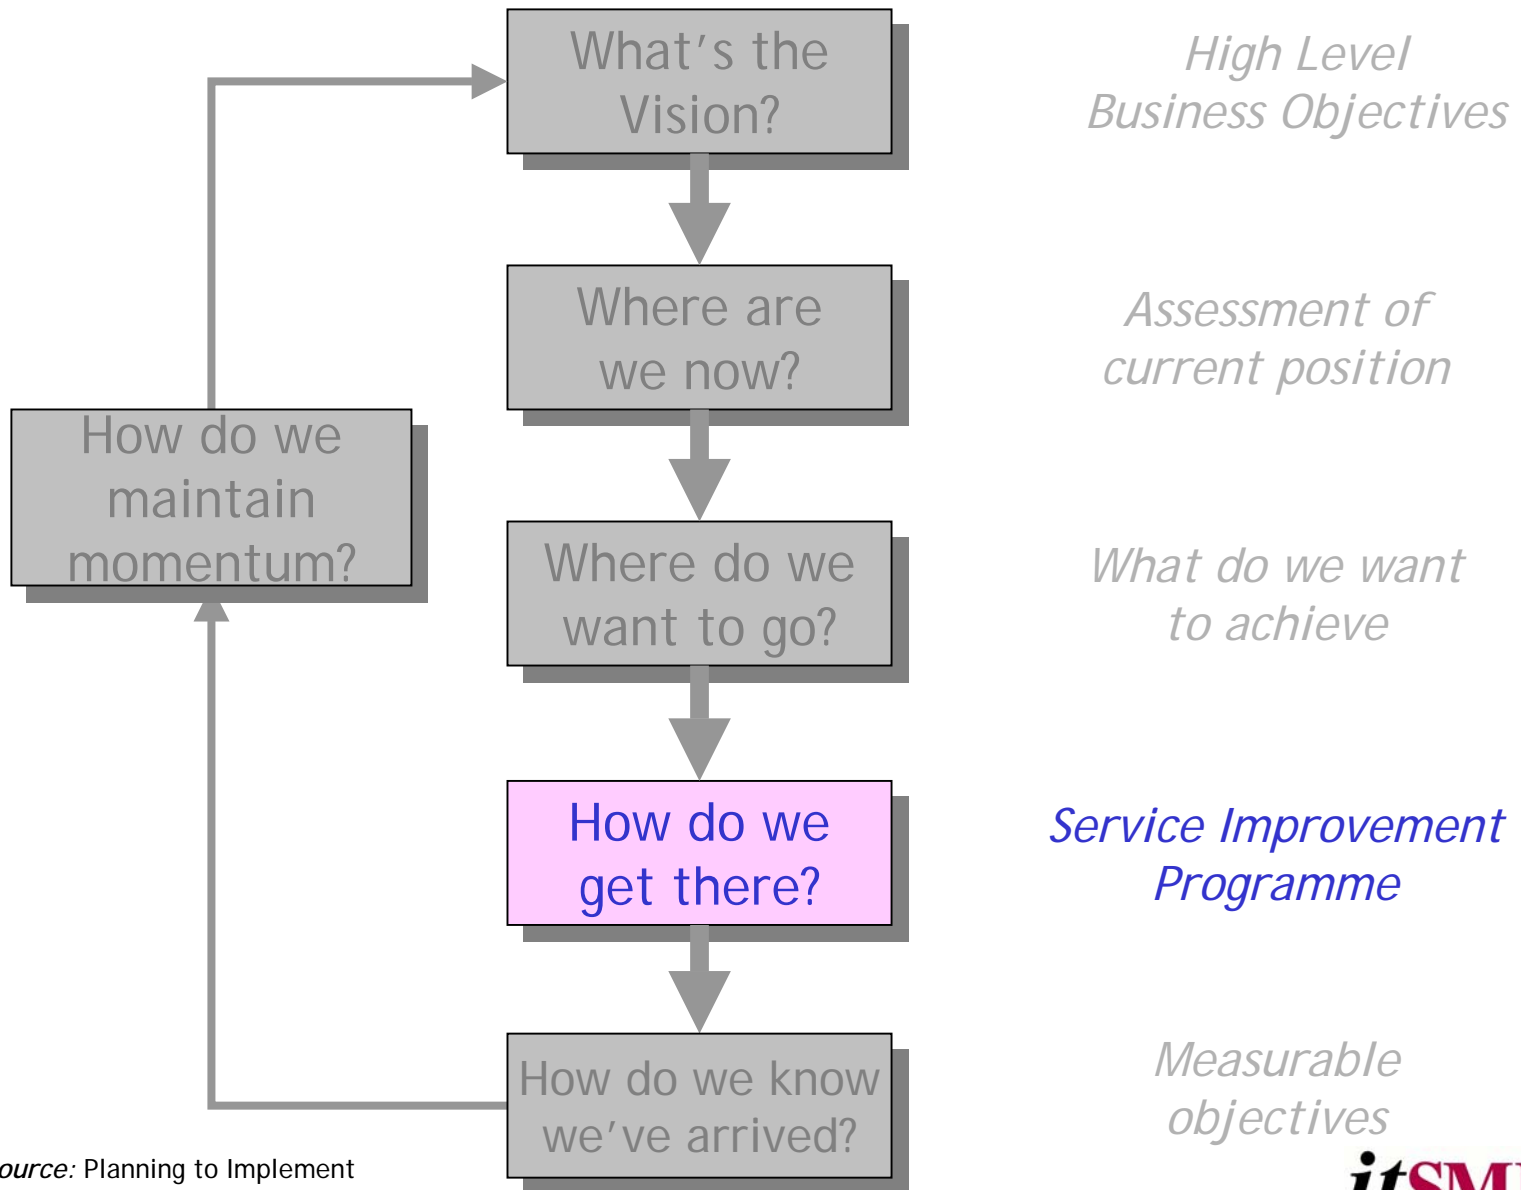 What's the
Vision?
High Level
Business Objectives
Where are
we now?
Assessment of
current position
How do we
maintain
momentum?
Where do we
want to go?
What do we want
to achieve
How do we
get there?
Service Improvement
Programme
How do we know
we've arrived?
Measurable
objectives
ource: Planning to Implement
itSM